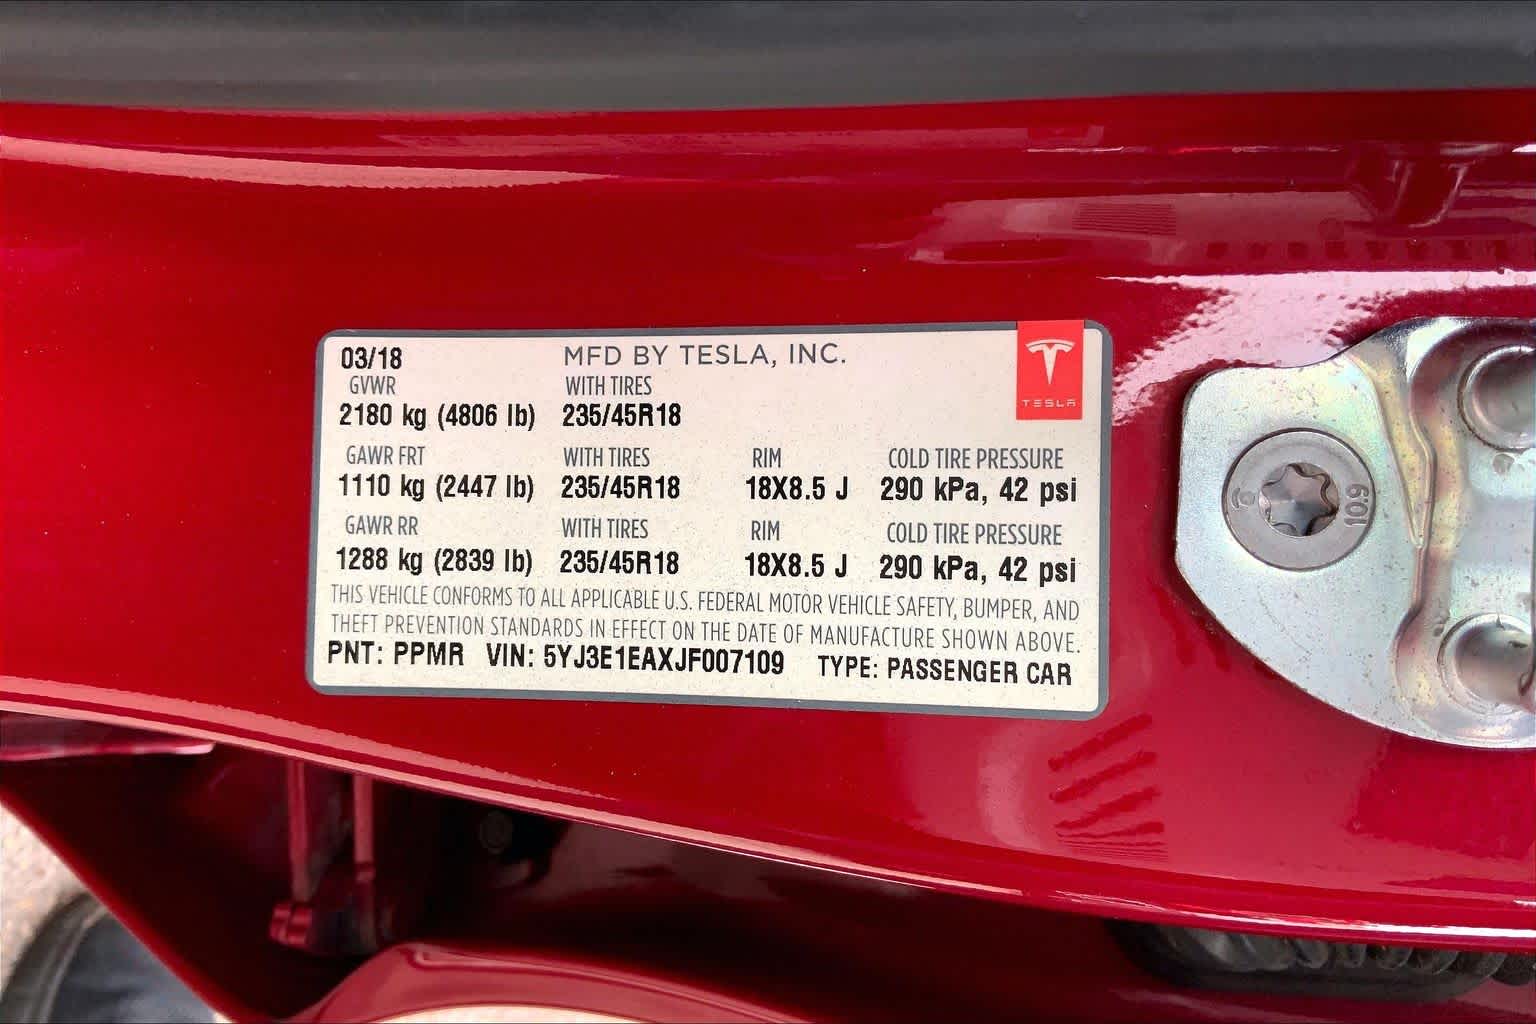 03/18 MFD BY TESLA, INC.
GVWR WITH TIRES
2180 kg (4806 lb) 235/45R18
TESLA
GAWR FRT WITH TIRES RIM COLD TIRE PRESSURE
1110 kg (2447 lb) 235/45R18 18X8.5 J 290 kPa, 42 psi
GAWR RR WITH TIRES RIM COLD TIRE PRESSURE
1288 kg (2839 lb) 235/45R18 18X8.5 J 290 kPa, 42 psi
THIS VEHICLE CONFORMS TO ALL APPLICABLE U.S. FEDERAL MOTOR VEHICLE SAFETY, BUMPER, AND
THEFT PREVENTION STANDARDS IN EFFECT ON THE DATE OF MANUFACTURE SHOWN ABOVE.
PNT: PPMR VIN: 5YJ3E1EAXJF007109 TYPE: PASSENGER CAR
10.9